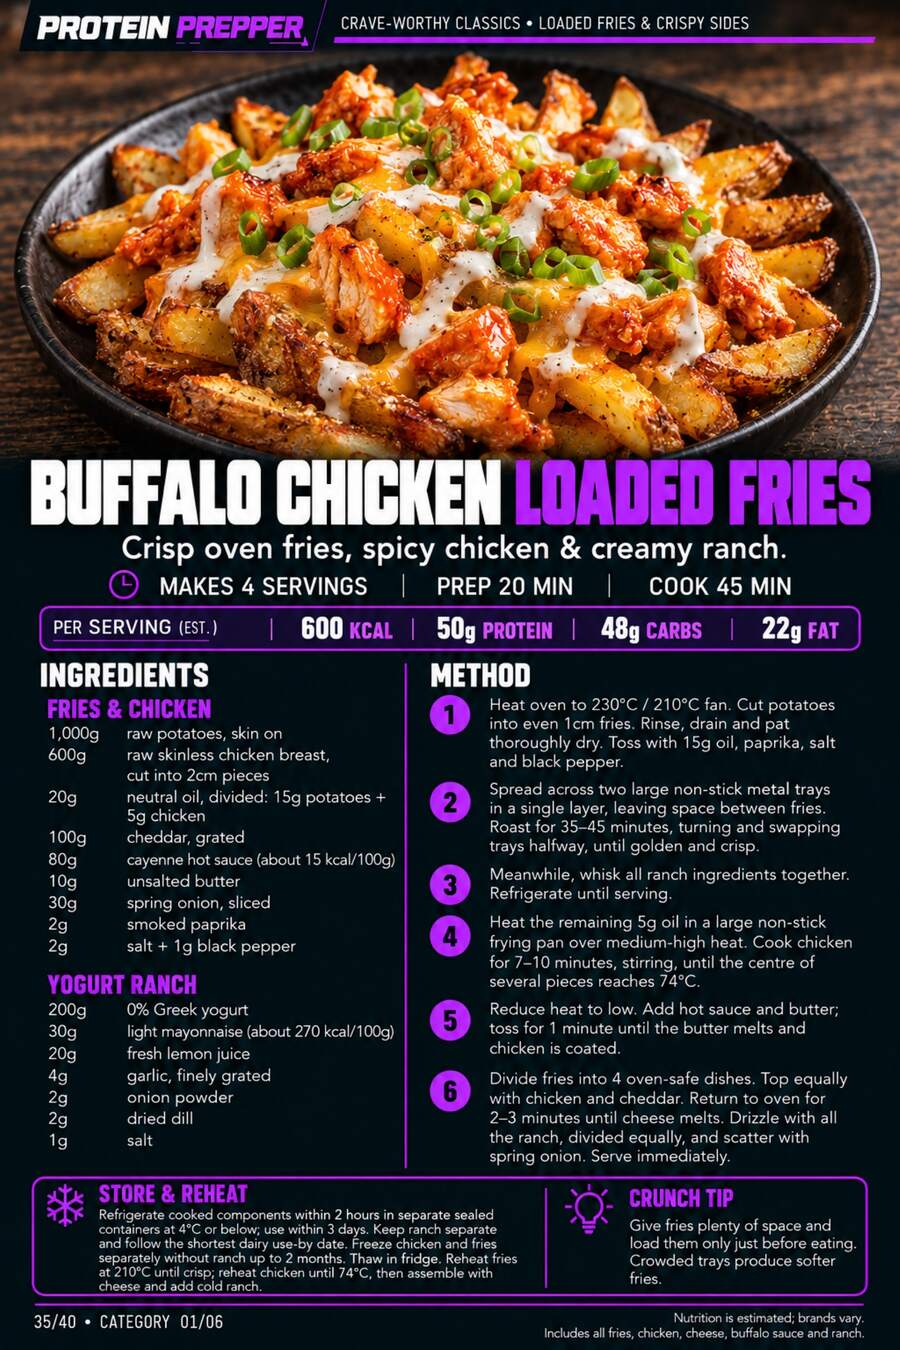 PROTEIN PREPPER
CRAVE-WORTHY CLASSICS • LOADED FRIES & CRISPY SIDES
BUFFALO CHICKEN LOADED FRIES
Crisp oven fries, spicy chicken & creamy ranch.
MAKES 4 SERVINGS | PREP 20 MIN | COOK 45 MIN
PER SERVING (EST.) | 600 KCAL | 50g PROTEIN | 48g CARBS | 22g FAT
INGREDIENTS
FRIES & CHICKEN
1,000g raw potatoes, skin on
600g raw skinless chicken breast,
cut into 2cm pieces
20g neutral oil, divided: 15g potatoes +
5g chicken
100g cheddar, grated
80g cayenne hot sauce (about 15 kcal/100g)
10g unsalted butter
30g spring onion, sliced
2g smoked paprika
2g salt + 1g black pepper
YOGURT RANCH
200g 0% Greek yogurt
30g light mayonnaise (about 270 kcal/100g)
20g fresh lemon juice
4g garlic, finely grated
2g onion powder
2g dried dill
1g salt
METHOD
1 Heat oven to 230°C / 210°C fan. Cut potatoes
into even 1cm fries. Rinse, drain and pat
thoroughly dry. Toss with 15g oil, paprika, salt
and black pepper.
2 Spread across two large non-stick metal trays
in a single layer, leaving space between fries.
Roast for 35–45 minutes, turning and swapping
trays halfway, until golden and crisp.
3 Meanwhile, whisk all ranch ingredients together.
Refrigerate until serving.
4 Heat the remaining 5g oil in a large non-stick
frying pan over medium-high heat. Cook chicken
for 7–10 minutes, stirring, until the centre of
several pieces reaches 74°C.
5 Reduce heat to low. Add hot sauce and butter;
toss for 1 minute until the butter melts and
chicken is coated.
6 Divide fries into 4 oven-safe dishes. Top equally
with chicken and cheddar. Return to oven for
2–3 minutes until cheese melts. Drizzle with all
the ranch, divided equally, and scatter with
spring onion. Serve immediately.
STORE & REHEAT
Refrigerate cooked components within 2 hours in separate sealed
containers at 4°C or below; use within 3 days. Keep ranch separate
and follow the shortest dairy use-by date. Freeze chicken and fries
separately without ranch up to 2 months. Thaw in fridge. Reheat fries
at 210°C until crisp; reheat chicken until 74°C, then assemble with
cheese and add cold ranch.
CRUNCH TIP
Give fries plenty of space and
load them only just before eating.
Crowded trays produce softer
fries.
35/40 • CATEGORY 01/06
Nutrition is estimated; brands vary.
Includes all fries, chicken, cheese, buffalo sauce and ranch.